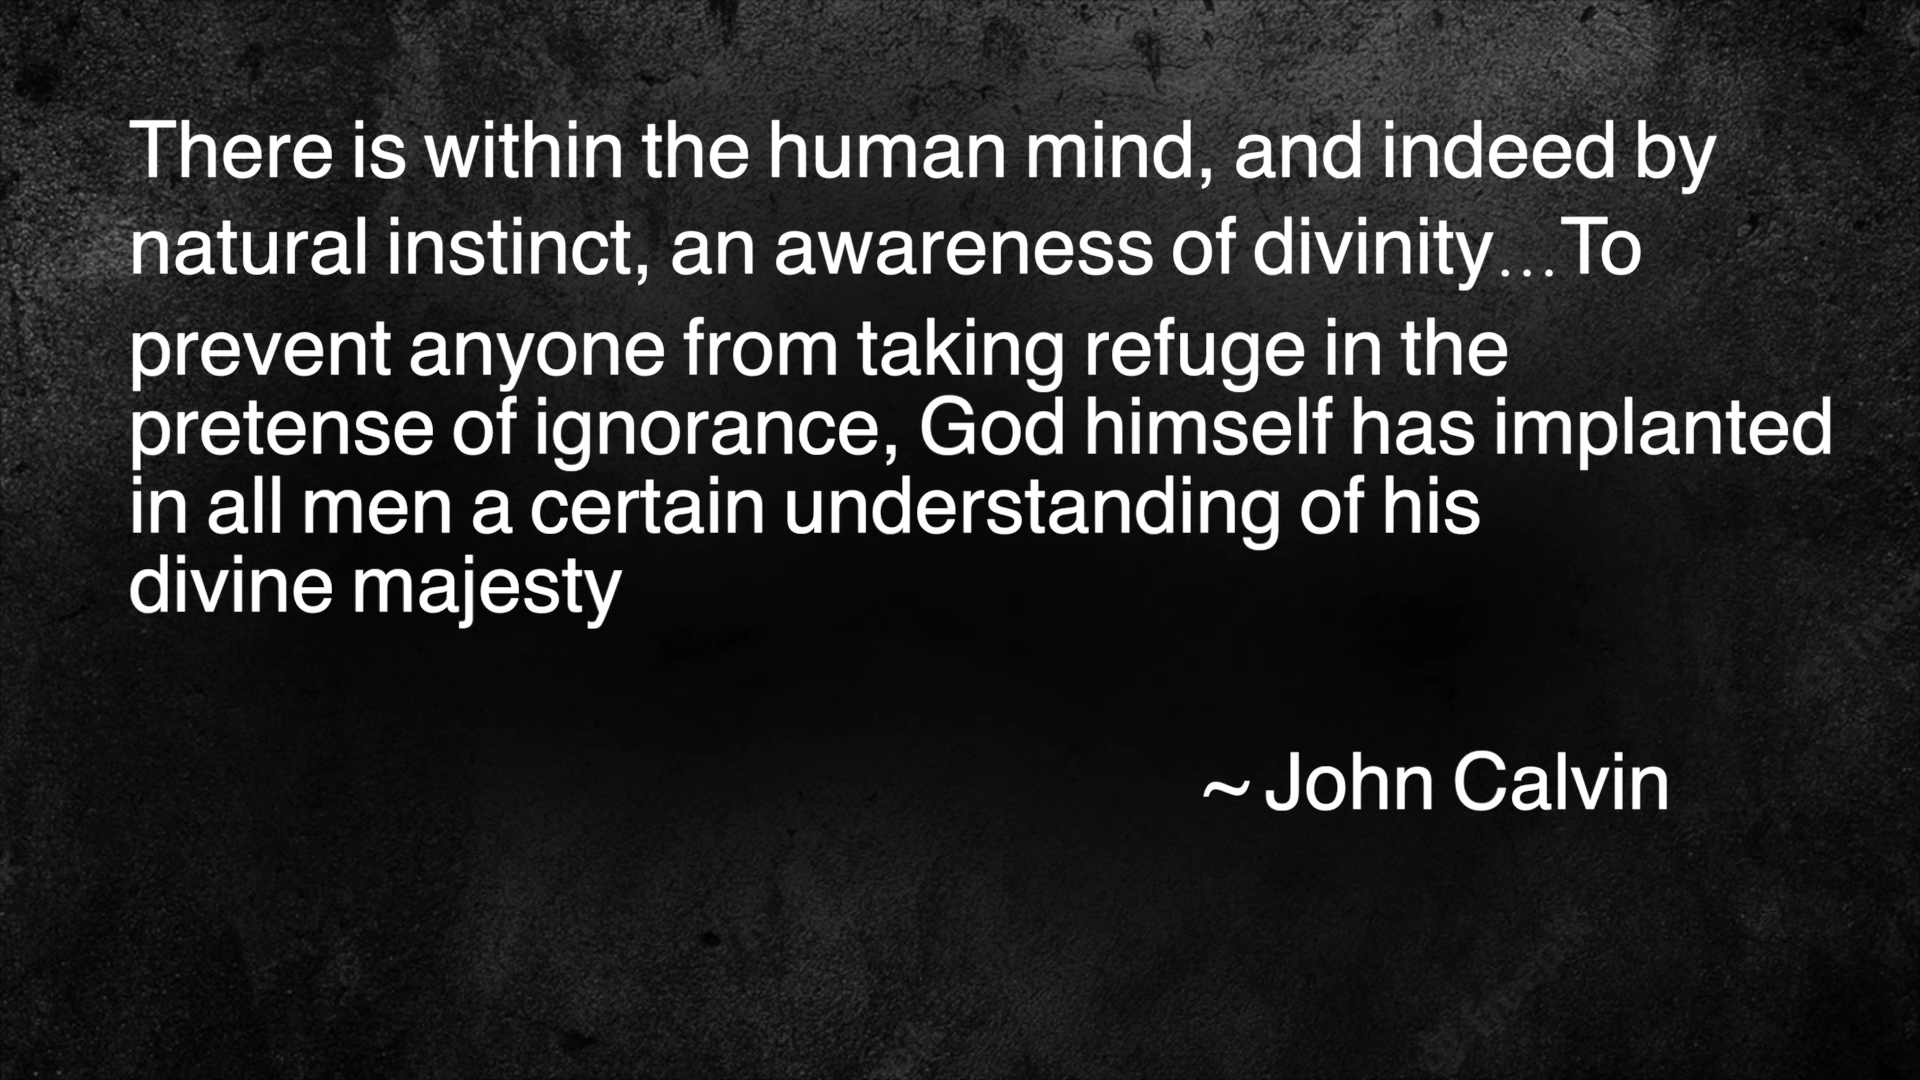 There is within the human mind, and indeed by
natural instinct, an awareness of divinity…To
prevent anyone from taking refuge in the
pretense of ignorance, God himself has implanted
in all men a certain understanding of his
divine majesty
~ John Calvin